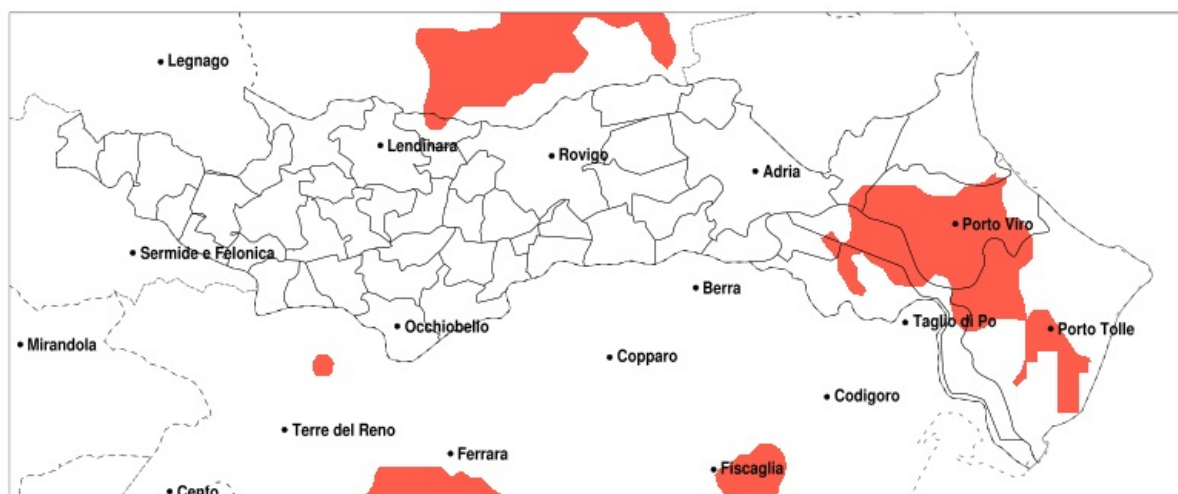 Legnago
Lendinara
Rovigo
Adria
Porto Viro
Sermide e Felonica
Berra
Occhiobello
Taglio di Po
Porto Tolle
Mirandola
Copparo
Codigoro
Terre del Reno
Ferrara
Fiscaglia
Cento